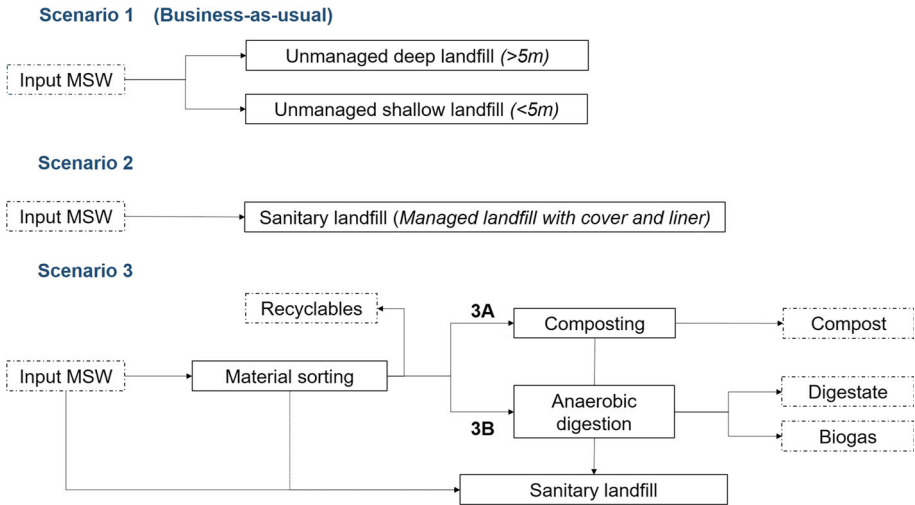 Scenario 1 (Business-as-usual)
Unmanaged deep landfill (>5m)
Input MSW
Unmanaged shallow landfill (<5m)
Scenario 2
Input MSW
Sanitary landfill (Managed landfill with cover and liner)
Scenario 3
Recyclables
3A
Composting
Compost
Input MSW
Material sorting
Anaerobic
digestion
Digestate
3B
Biogas
Sanitary landfill